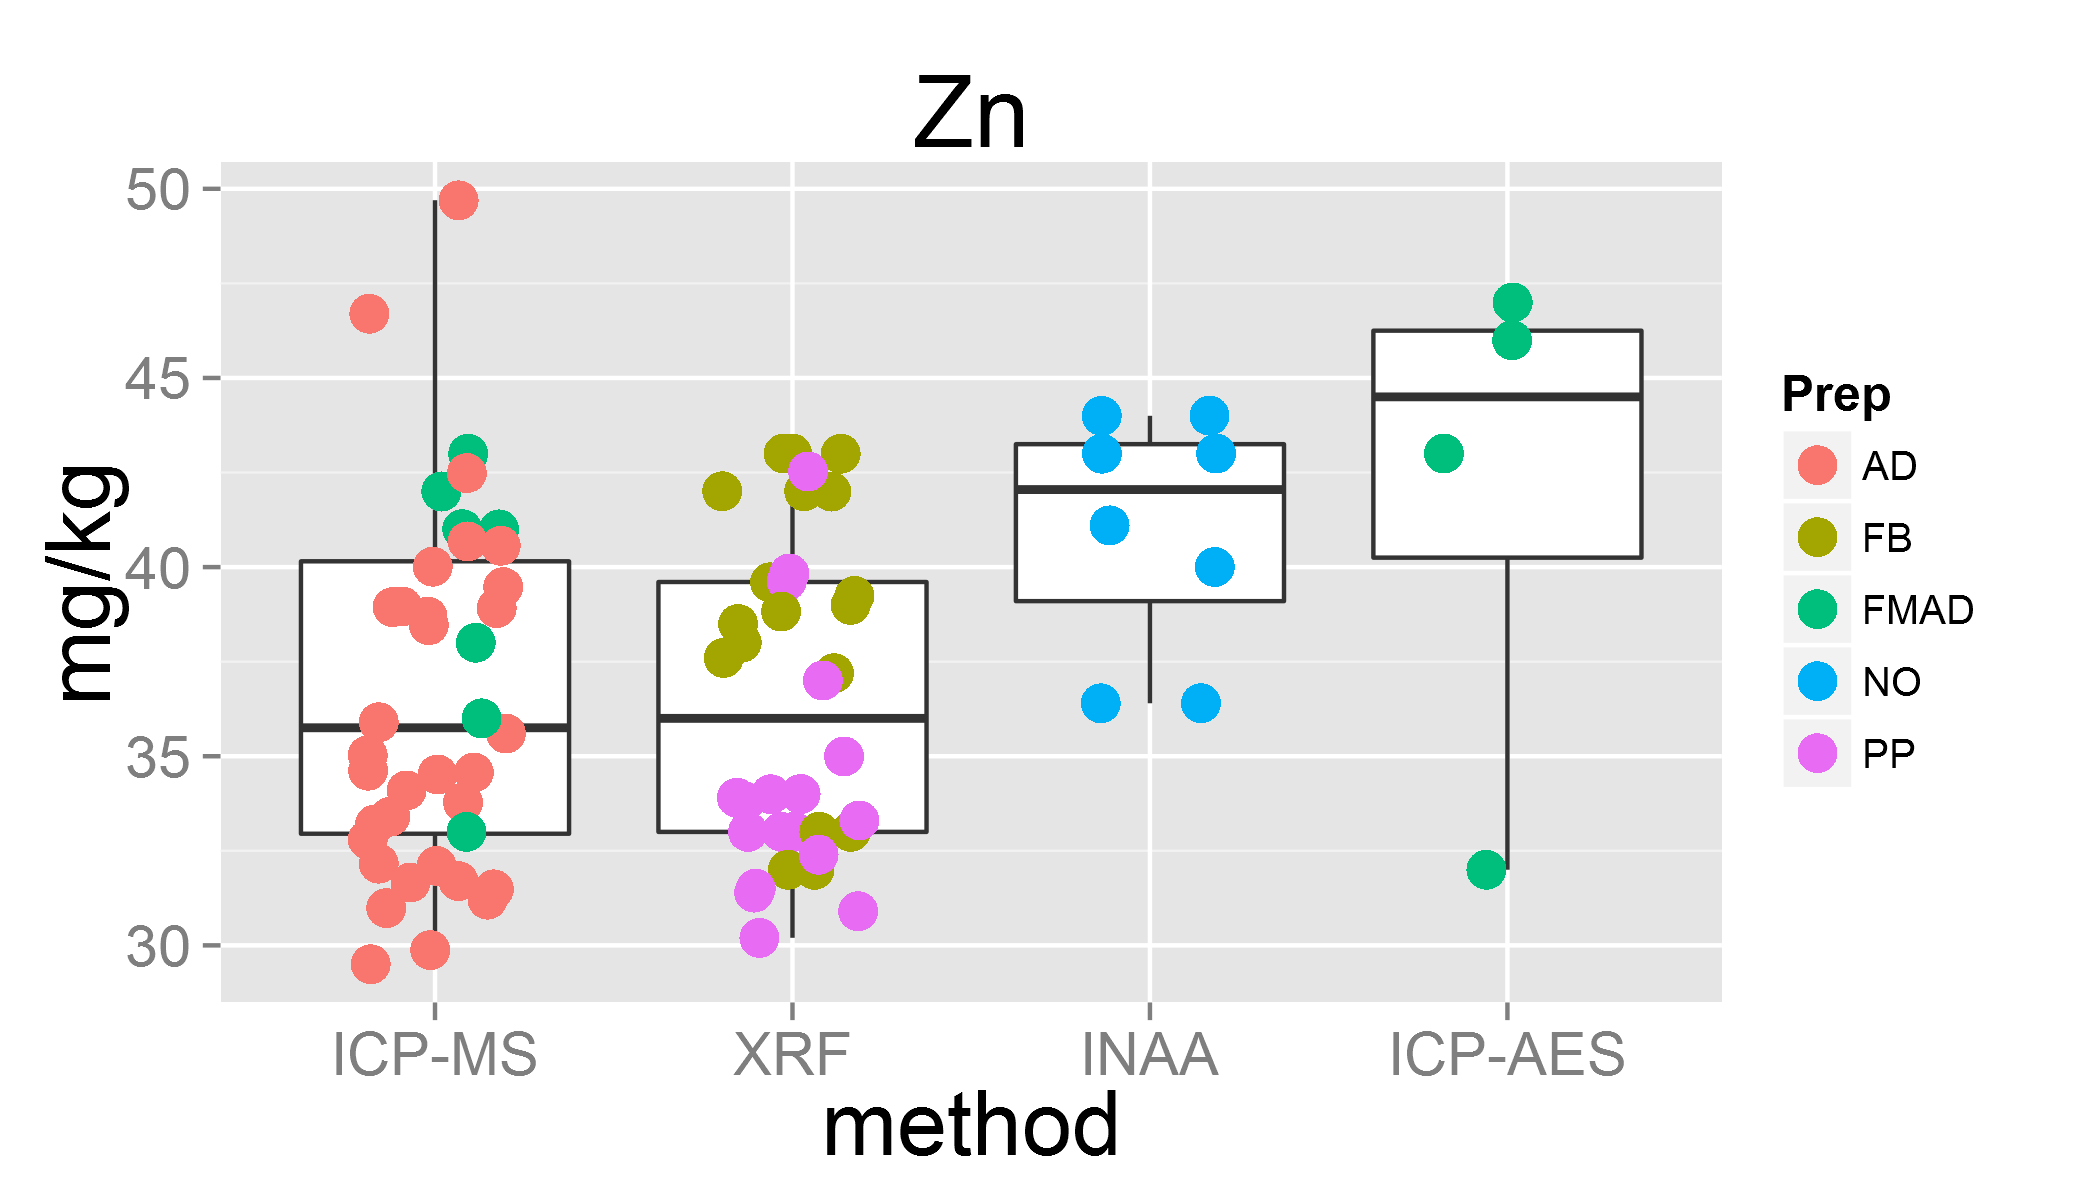 Zn
mg/kg
50
45
40
35
30
ICP-MS XRF INAA ICP-AES
method
Prep
AD
FB
FMAD
NO
PP